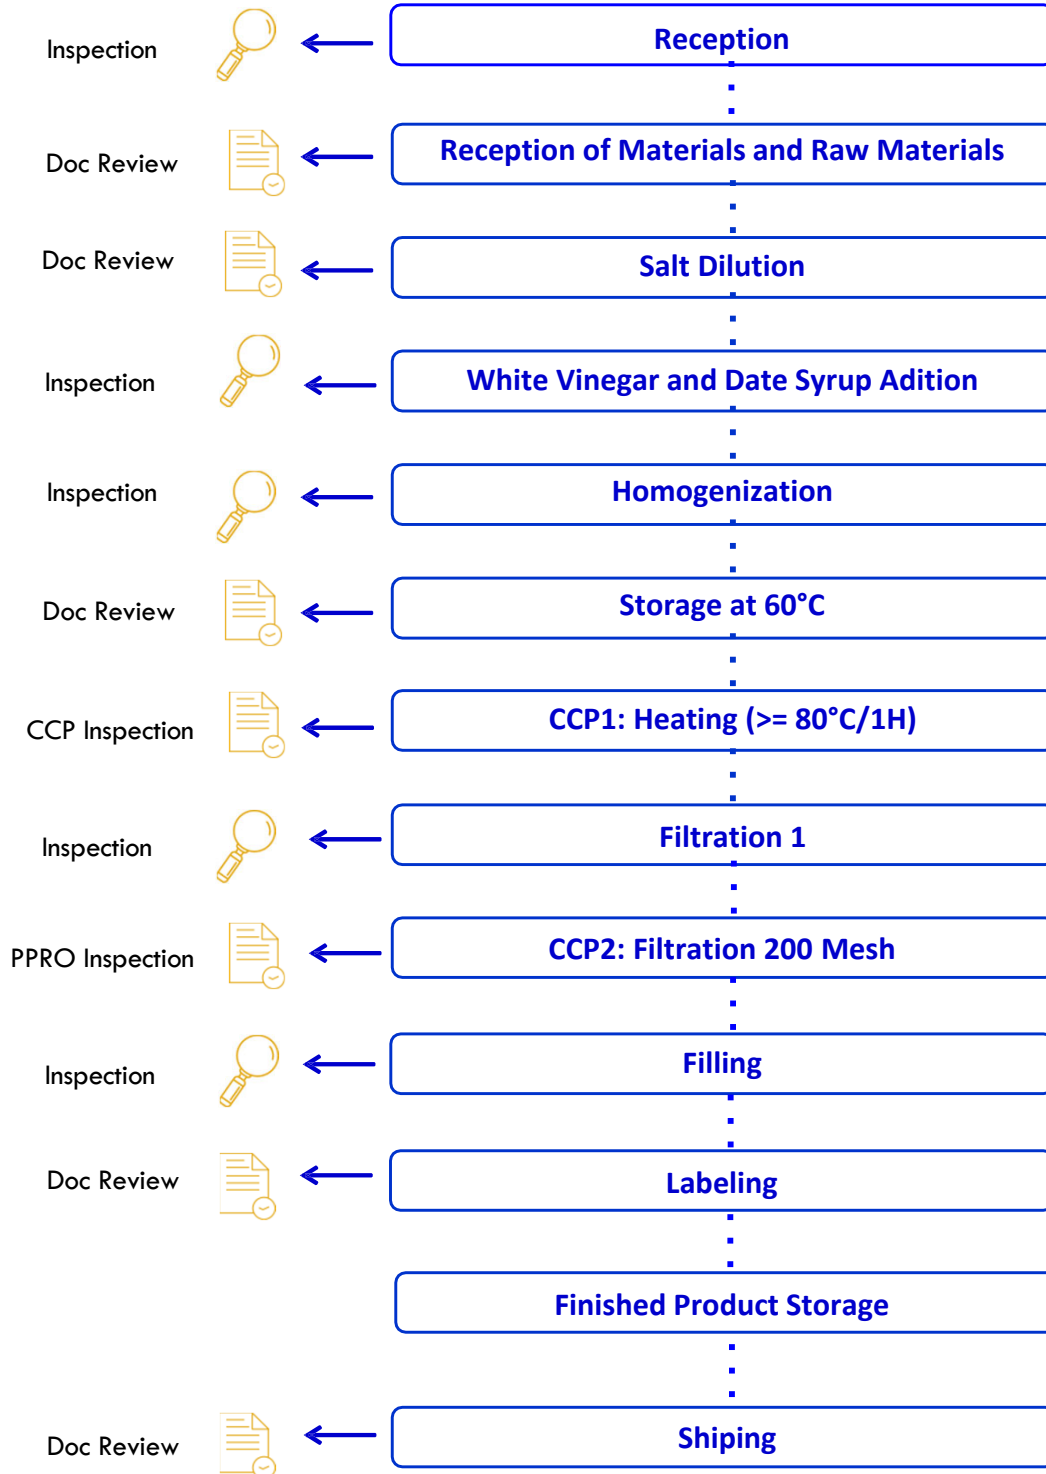 Inspection
Reception
Doc Review
Reception of Materials and Raw Materials
Doc Review
Salt Dilution
Inspection
White Vinegar and Date Syrup Adition
Inspection
Homogenization
Doc Review
Storage at 60°C
CCP Inspection
CCP1: Heating (>= 80°C/1H)
Inspection
Filtration 1
PPRO Inspection
CCP2: Filtration 200 Mesh
Inspection
Filling
Doc Review
Labeling
Finished Product Storage
Doc Review
Shiping